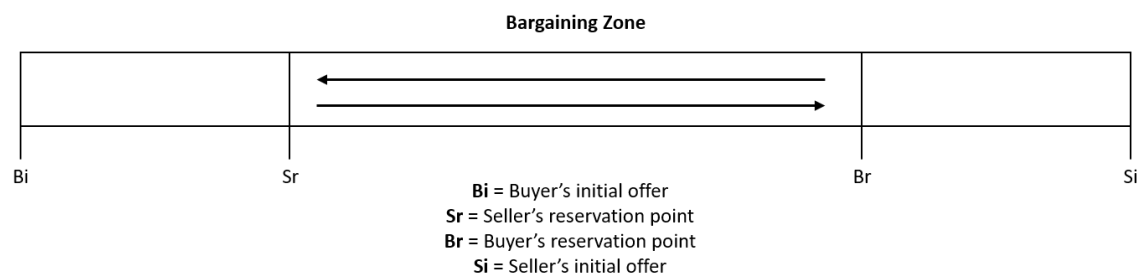 Bargaining Zone
Bi Sr Br Si
Bi = Buyer’s initial offer
Sr = Seller’s reservation point
Br = Buyer’s reservation point
Si = Seller’s initial offer